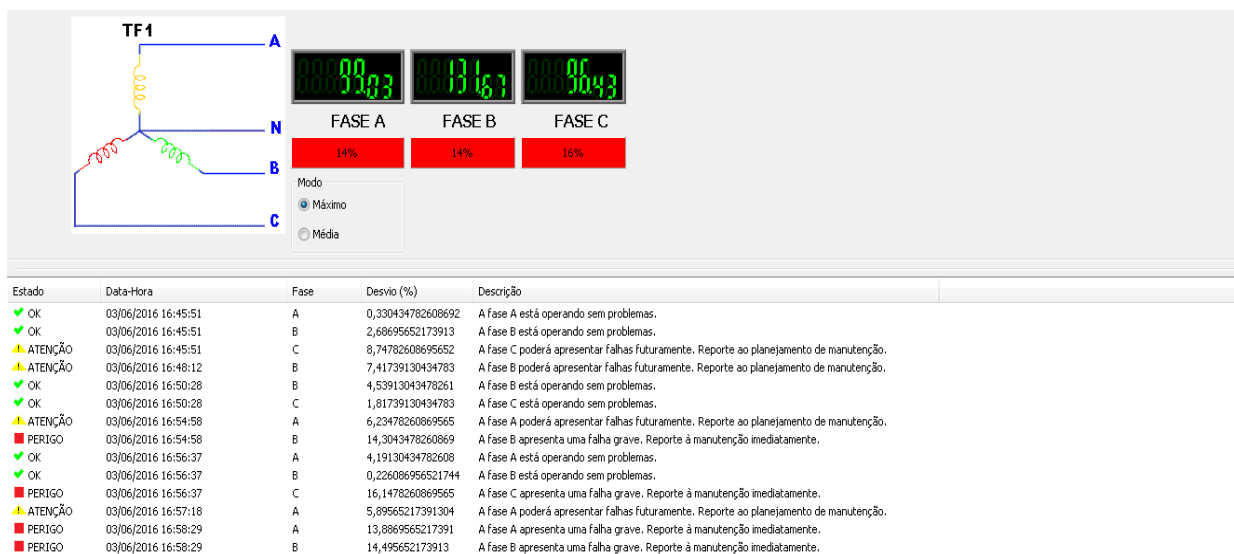 TF1
A
N
B
C
99,03 131,67 96,43
FASE A FASE B FASE C
14% 14% 16%
Modo
Máximo
Média
Estado Data-Hora Fase Desvio (%) Descrição
OK 03/06/2016 16:45:51 A 0,330434782608692 A fase A está operando sem problemas.
OK 03/06/2016 16:45:51 B 2,68695652173913 A fase B está operando sem problemas.
ATENÇÃO 03/06/2016 16:45:51 C 8,74782608695652 A fase C poderá apresentar falhas futuramente. Reporte ao planejamento de manutenção.
ATENÇÃO 03/06/2016 16:48:12 B 7,41739130434783 A fase B poderá apresentar falhas futuramente. Reporte ao planejamento de manutenção.
OK 03/06/2016 16:50:28 B 4,53913043478261 A fase B está operando sem problemas.
OK 03/06/2016 16:50:28 C 1,81739130434783 A fase C está operando sem problemas.
ATENÇÃO 03/06/2016 16:54:58 A 6,23478260869565 A fase A poderá apresentar falhas futuramente. Reporte ao planejamento de manutenção.
PERIGO 03/06/2016 16:54:58 B 14,3043478260869 A fase B apresenta uma falha grave. Reporte à manutenção imediatamente.
OK 03/06/2016 16:56:37 A 4,19130434782608 A fase A está operando sem problemas.
OK 03/06/2016 16:56:37 B 0,226086956521744 A fase B está operando sem problemas.
PERIGO 03/06/2016 16:56:37 C 16,1478260869565 A fase C apresenta uma falha grave. Reporte à manutenção imediatamente.
ATENÇÃO 03/06/2016 16:57:18 A 5,89565217391304 A fase A poderá apresentar falhas futuramente. Reporte ao planejamento de manutenção.
PERIGO 03/06/2016 16:58:29 A 13,8869565217391 A fase A apresenta uma falha grave. Reporte à manutenção imediatamente.
PERIGO 03/06/2016 16:58:29 B 14,495652173913 A fase B apresenta uma falha grave. Reporte à manutenção imediatamente.